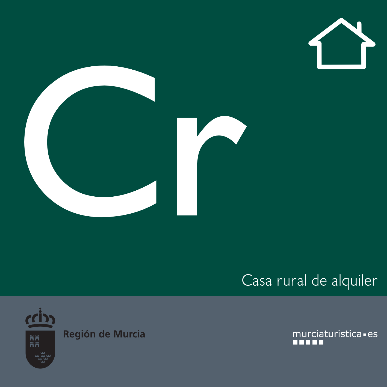 Cr
Casa rural de alquiler
Región de Murcia
murciaturistica.es